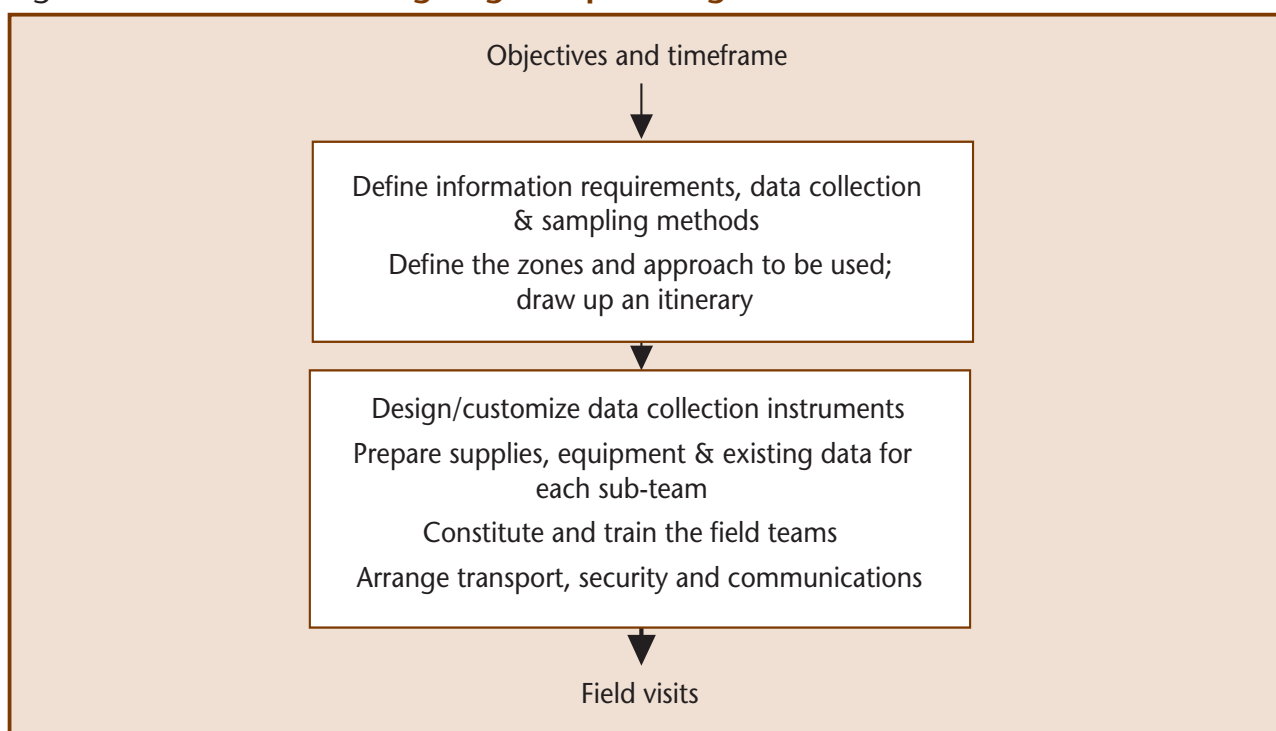 Objectives and timeframe
Define information requirements, data collection
& sampling methods
Define the zones and approach to be used;
draw up an itinerary
Design/customize data collection instruments
Prepare supplies, equipment & existing data for
each sub-team
Constitute and train the field teams
Arrange transport, security and communications
Field visits